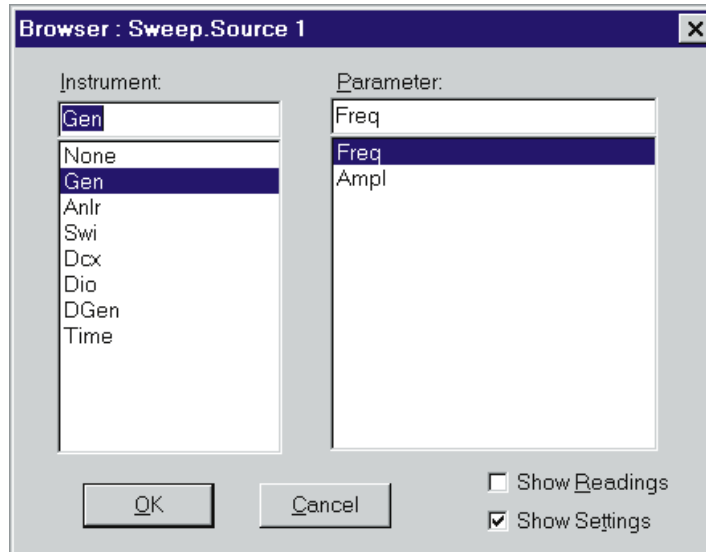 Browser : Sweep.Source 1
Instrument:
Gen
None
Gen
Anlr
Swi
Dcx
Dio
DGen
Time
Parameter:
Freq
Freq
Ampl
OK
Cancel
Show Readings
Show Settings